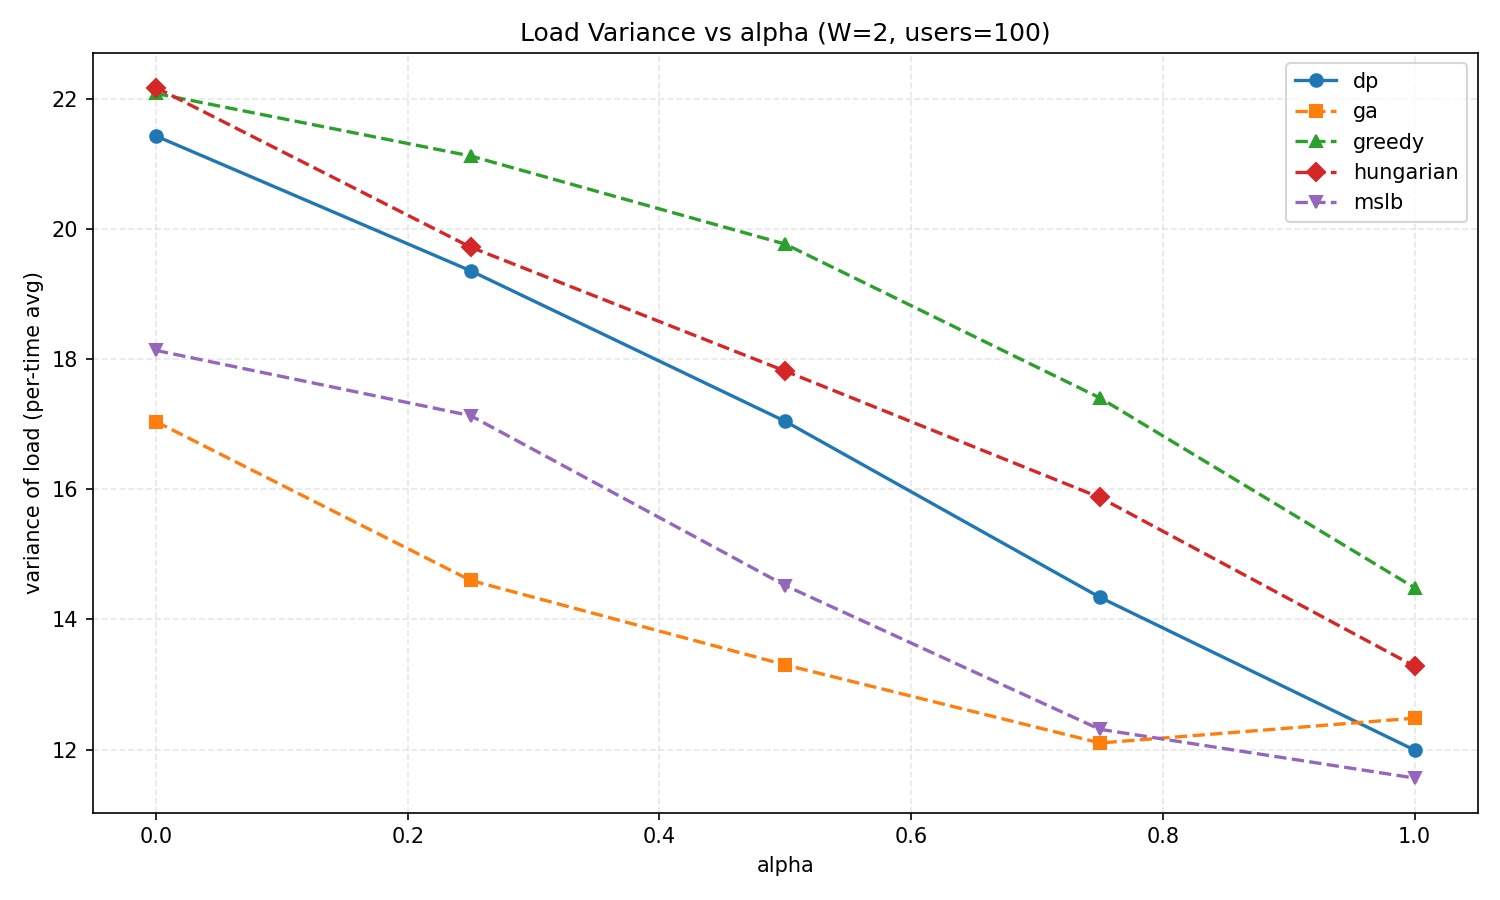 Load Variance vs alpha (W=2, users=100)
dp
ga
greedy
hungarian
mslb
variance of load (per-time avg)
22
20
18
16
14
12
0.0 0.2 0.4 0.6 0.8 1.0
alpha